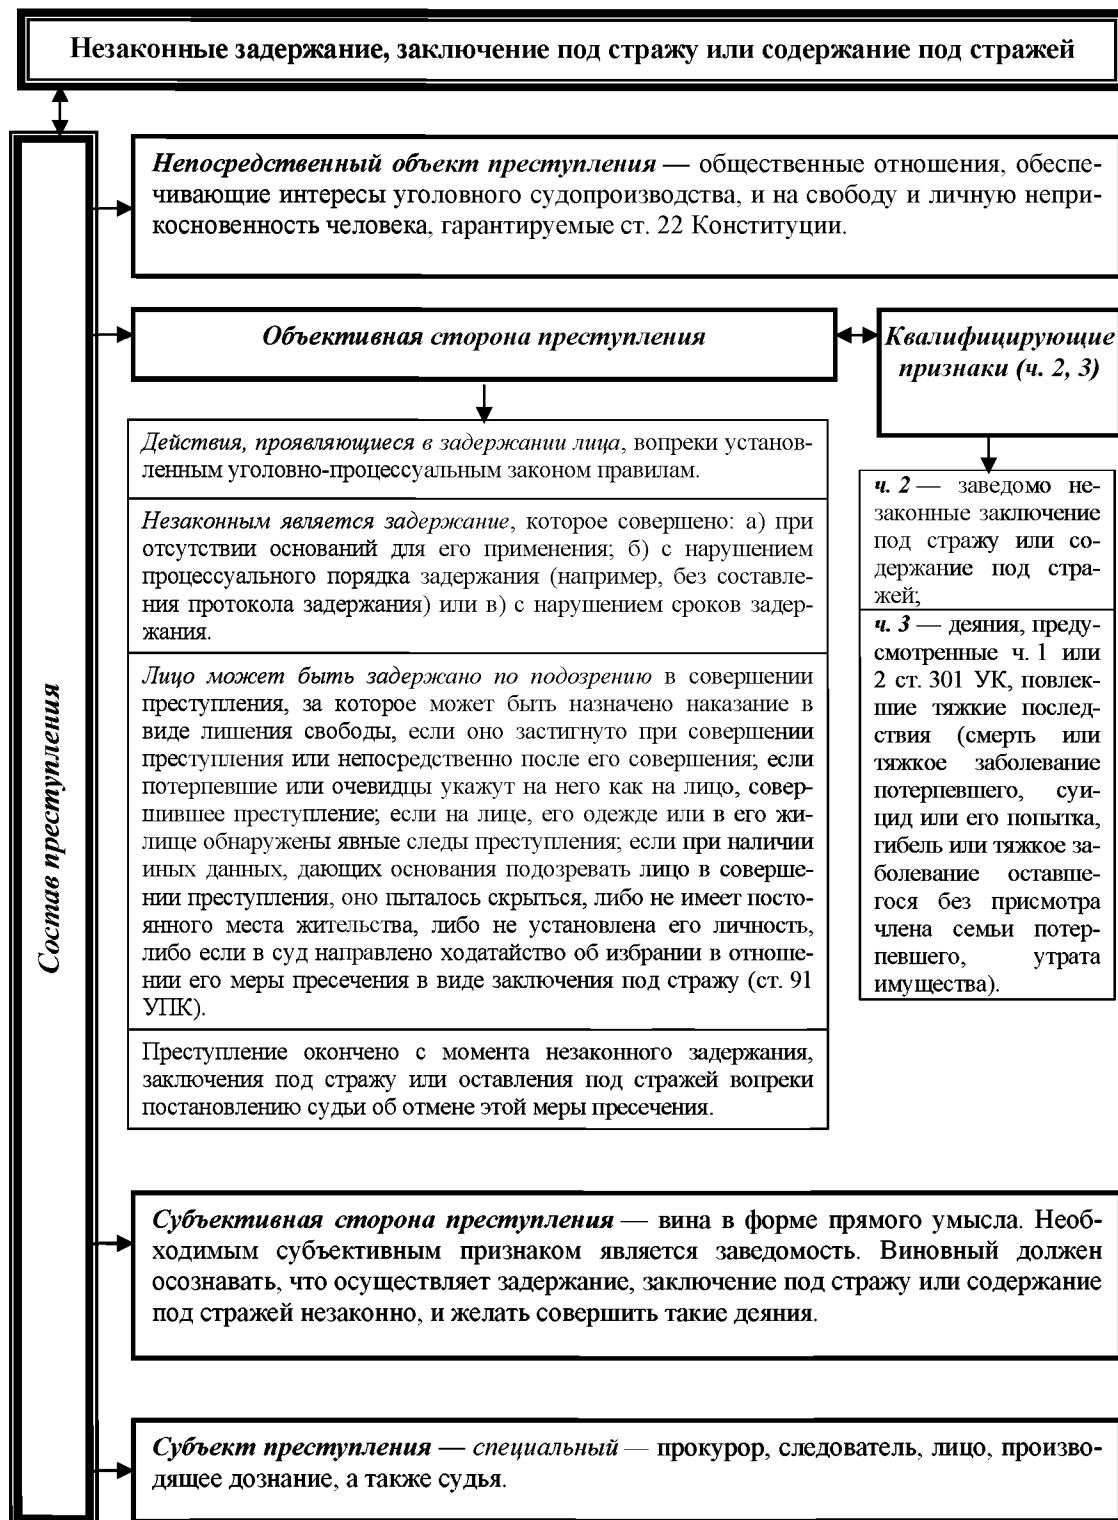 Незаконные задержание, заключение под стражу или содержание под стражей
Состав преступления
Непосредственный объект преступления — общественные отношения, обеспе-
чивающие интересы уголовного судопроизводства, и на свободу и личную непри-
косновенность человека, гарантируемые ст. 22 Конституции.
Объективная сторона преступления
Действия, проявляющиеся в задержании лица, вопреки установ-
ленным уголовно-процессуальным законом правилам.
Незаконным является задержание, которое совершено: а) при
отсутствии оснований для его применения; б) с нарушением
процессуального порядка задержания (например, без составле-
ния протокола задержания) или в) с нарушением сроков задер-
жания.
Лицо может быть задержано по подозрению в совершении
преступления, за которое может быть назначено наказание в
виде лишения свободы, если оно застигнуто при совершении
преступления или непосредственно после его совершения; если
потерпевшие или очевидцы укажут на него как на лицо, совер-
шившее преступление; если на лице, его одежде или в его жи-
лище обнаружены явные следы преступления; если при наличии
иных данных, дающих основания подозревать лицо в соверше-
нии преступления, оно пыталось скрыться, либо не имеет посто-
янного места жительства, либо не установлена его личность,
либо если в суд направлено ходатайство об избрании в отноше-
нии его меры пресечения в виде заключения под стражу (ст. 91
УПК).
Преступление окончено с момента незаконного задержания,
заключения под стражу или оставления под стражей вопреки
постановлению судьи об отмене этой меры пресечения.
Квалифицирующие
признаки (ч. 2, 3)
ч. 2 — заведомо не-
законные заключение
под стражу или со-
держание под стра-
жей;
ч. 3 — деяния, преду-
смотренные ч. 1 или
2 ст. 301 УК, повлек-
шие тяжкие послед-
ствия (смерть или
тяжкое заболевание
потерпевшего, суи-
цид или его попытка,
гибель или тяжкое за-
болевание оставше-
гося без присмотра
члена семьи потер-
певшего, утрата
имущества).
Субъективная сторона преступления — вина в форме прямого умысла. Необ-
ходимым субъективным признаком является заведомость. Виновный должен
осознавать, что осуществляет задержание, заключение под стражу или содержание
под стражей незаконно, и желать совершить такие деяния.
Субъект преступления — специальный — прокурор, следователь, лицо, произво-
дящее дознание, а также судья.